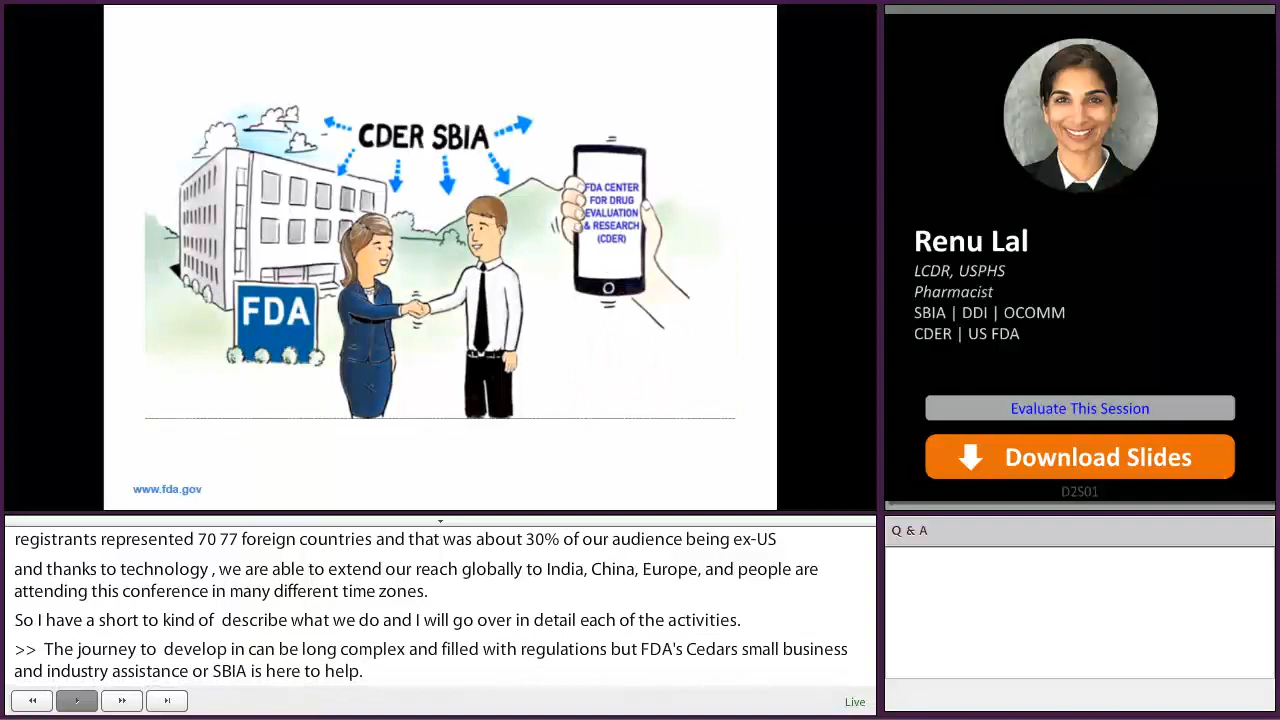 CDER SBIA
FDA CENTER
FOR DRUG
EVALUATION
& RESEARCH
(CDER)
FDA
www.fda.gov
Renu Lal
LCDR, USPHS
Pharmacist
SBIA | DDI | OCOMM
CDER | US FDA
Evaluate This Session
Download Slides
D2S01
registrants represented 70 77 foreign countries and that was about 30% of our audience being ex-US
and thanks to technology , we are able to extend our reach globally to India, China, Europe, and people are
attending this conference in many different time zones.
So I have a short to kind of  describe what we do and I will go over in detail each of the activities.
>>  The journey to  develop in can be long complex and filled with regulations but FDA's Cedars small business
and industry assistance or SBIA is here to help.
Live
Q & A